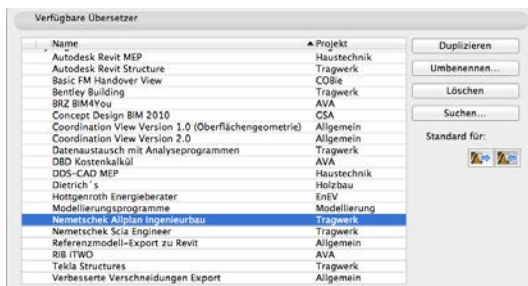 Verfügbare Übersetzer
Name Projekt
Autodesk Revit MEP Haustechnik
Autodesk Revit Structure Tragwerk
Basic FM Handover View COBie
Bentley Building Tragwerk
BRZ BIM4You AVA
Concept Design BIM 2010 GSA
Coordination View Version 1.0 (Oberflächengeometrie) Allgemein
Coordination View Version 2.0 Allgemein
Datenaustausch mit Analyseprogrammen Tragwerk
DBD Kostenkalkül AVA
DDS-CAD MEP Haustechnik
Dietrich´s Holzbau
Hottgenroth Energieberater EnEV
Modellierungsprogramme Modellierung
Nemetschek Allplan Ingenieurbau Tragwerk
Nemetschek Scia Engineer Tragwerk
Referenzmodell-Export zu Revit Allgemein
RIB iTWO AVA
Tekla Structures Tragwerk
Verbesserte Verschneidungen Export Allgemein
Duplizieren
Umbenennen...
Löschen
Suchen...
Standard für: